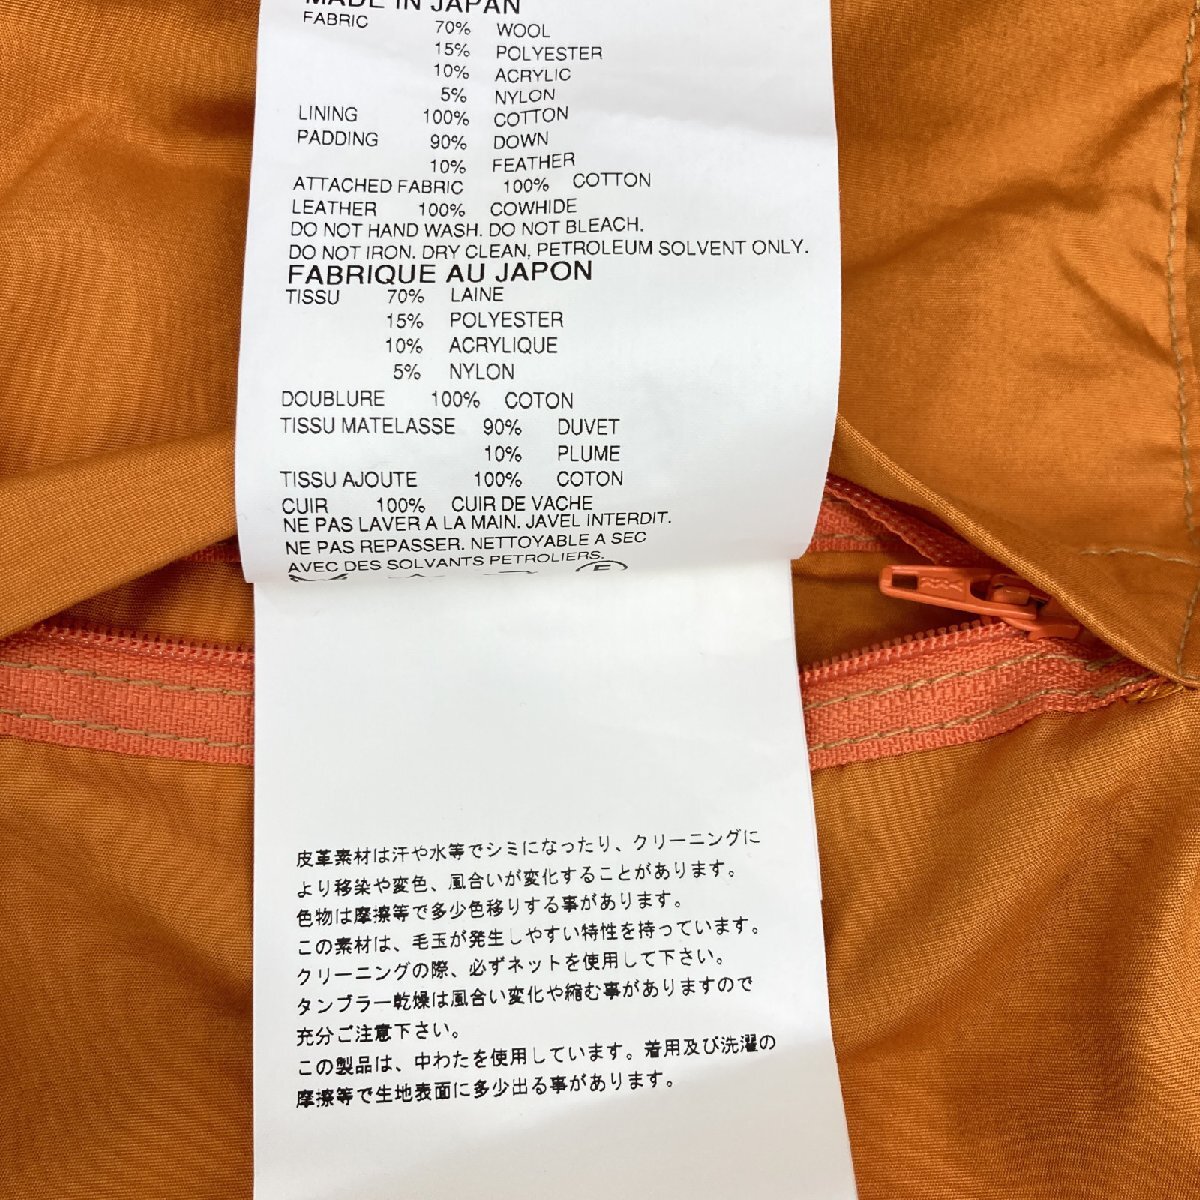 MADE IN JAPAN
FABRIC 70% WOOL
15% POLYESTER
10% ACRYLIC
5% NYLON
LINING 100% COTTON
PADDING 90% DOWN
10% FEATHER
ATTACHED FABRIC 100% COTTON
LEATHER 100% COWHIDE
DO NOT HAND WASH. DO NOT BLEACH.
DO NOT IRON. DRY CLEAN, PETROLEUM SOLVENT ONLY.
FABRIQUE AU JAPON
TISSU 70% LAINE
15% POLYESTER
10% ACRYLIQUE
5% NYLON
DOUBLURE 100% COTON
TISSU MATELASSE 90% DUVET
10% PLUME
TISSU AJOUTE 100% COTON
CUIR 100% CUIR DE VACHE
NE PAS LAVER A LA MAIN. JAVEL INTERDIT.
NE PAS REPASSER. NETTOYABLE A SEC
AVEC DES SOLVANTS PETROLIERS.
YKK
皮革素材は汗や水等でシミになったり、クリーニングに
より移染や変色、風合いが変化することがあります。
色物は摩擦等で多少色移りする事があります。
この素材は、毛玉が発生しやすい特性を持っています。
クリーニングの際、必ずネットを使用して下さい。
タンブラー乾燥は風合い変化や縮む事がありますので
充分ご注意下さい。
この製品は、中わたを使用しています。着用及び洗濯の
摩擦等で生地表面に多少出る事があります。